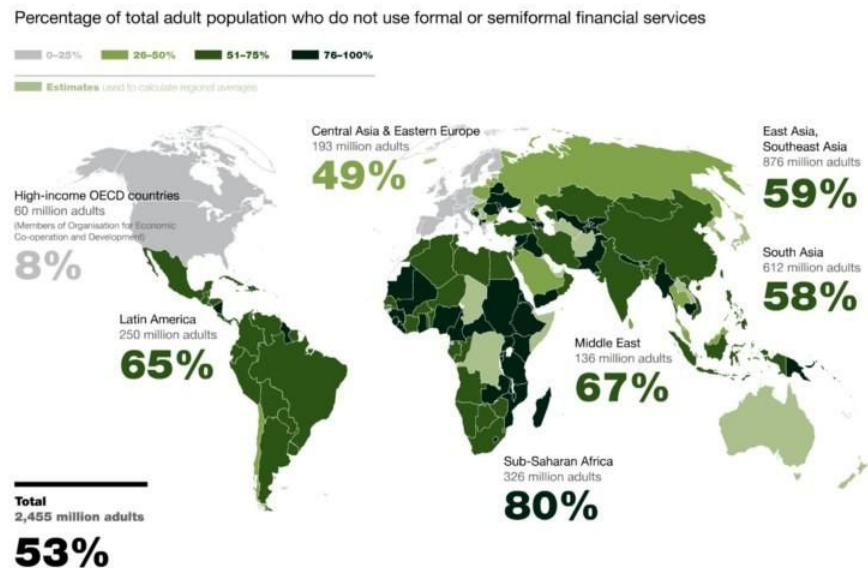 Percentage of total adult population who do not use formal or semiformal financial services
0–25%
26–50%
51–75%
76–100%
Estimates used to calculate regional averages
Central Asia & Eastern Europe
193 million adults
49%
East Asia,
Southeast Asia
876 million adults
59%
High-income OECD countries
60 million adults
(Members of Organisation for Economic
Co-operation and Development)
8%
South Asia
612 million adults
58%
Latin America
250 million adults
65%
Middle East
136 million adults
67%
Sub-Saharan Africa
326 million adults
80%
Total
2,455 million adults
53%